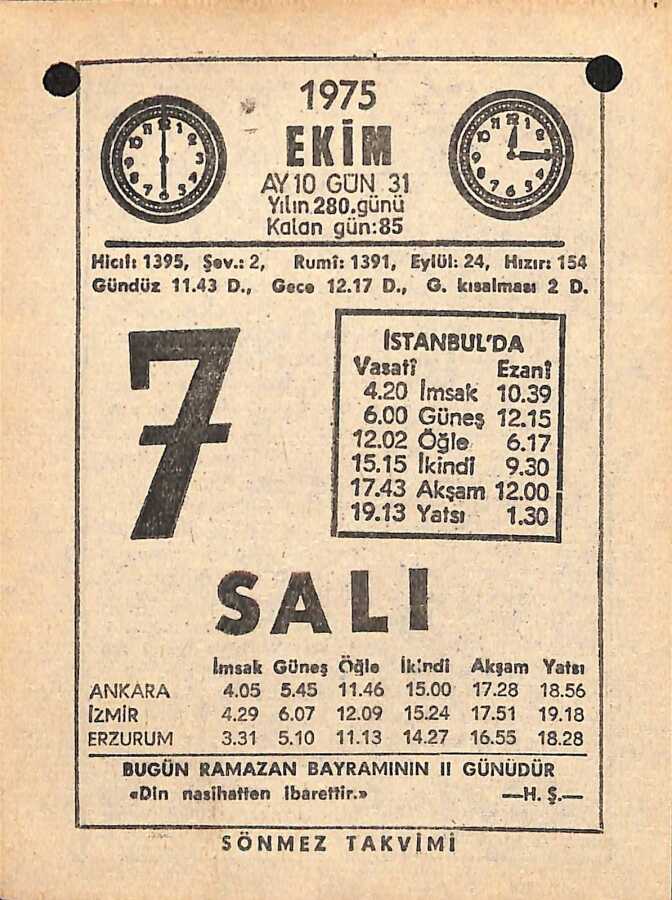 1975
EKİM
AY 10 GÜN 31
Yılın 280.günü
Kalan gün:85
Hicrî: 1395, Şev.: 2, Rumî: 1391, Eylûl: 24, Hızır: 154
Gündüz 11.43 D., Gece 12.17 D., G. kısalması 2 D.
7
İSTANBUL'DA
Vasatî Ezanî
4.20 İmsak 10.39
6.00 Güneş 12.15
12.02 Öğle 6.17
15.15 İkindî 9.30
17.43 Akşam 12.00
19.13 Yatsı 1.30
SALI
İmsak Güneş Öğle İkindi Akşam Yatsı
ANKARA 4.05 5.45 11.46 15.00 17.28 18.56
İZMİR 4.29 6.07 12.09 15.24 17.51 19.18
ERZURUM 3.31 5.10 11.13 14.27 16.55 18.28
BUGÜN RAMAZAN BAYRAMININ II GÜNÜDÜR
«Din nasihatten ibarettir.» —H. Ş.—
SÖNMEZ TAKVİMİ